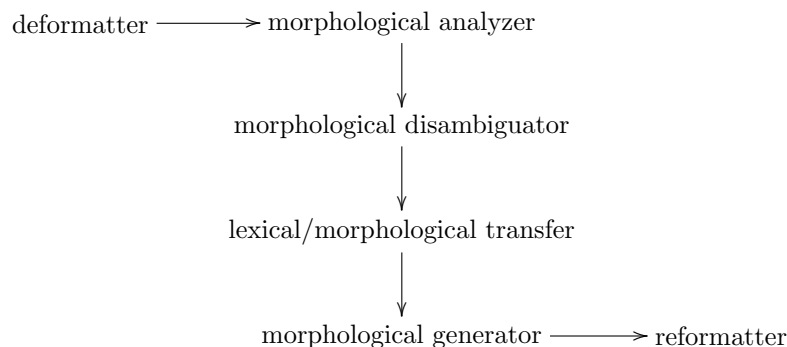 deformatter morphological analyzer
morphological disambiguator
lexical/morphological transfer
morphological generator reformatter